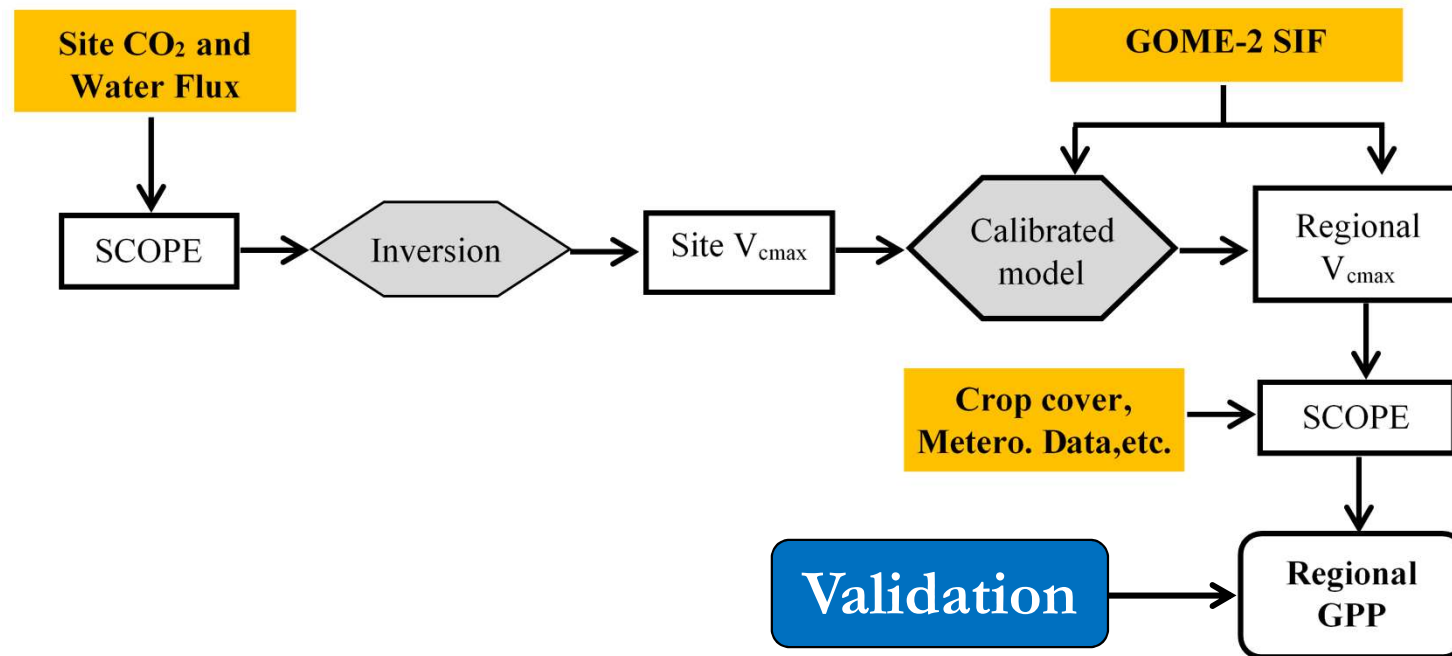 Site CO₂ and
Water Flux
GOME-2 SIF
SCOPE
Inversion
Site Vcmax
Calibrated
model
Regional
Vcmax
Crop cover,
Metero. Data,etc.
SCOPE
Validation
Regional
GPP